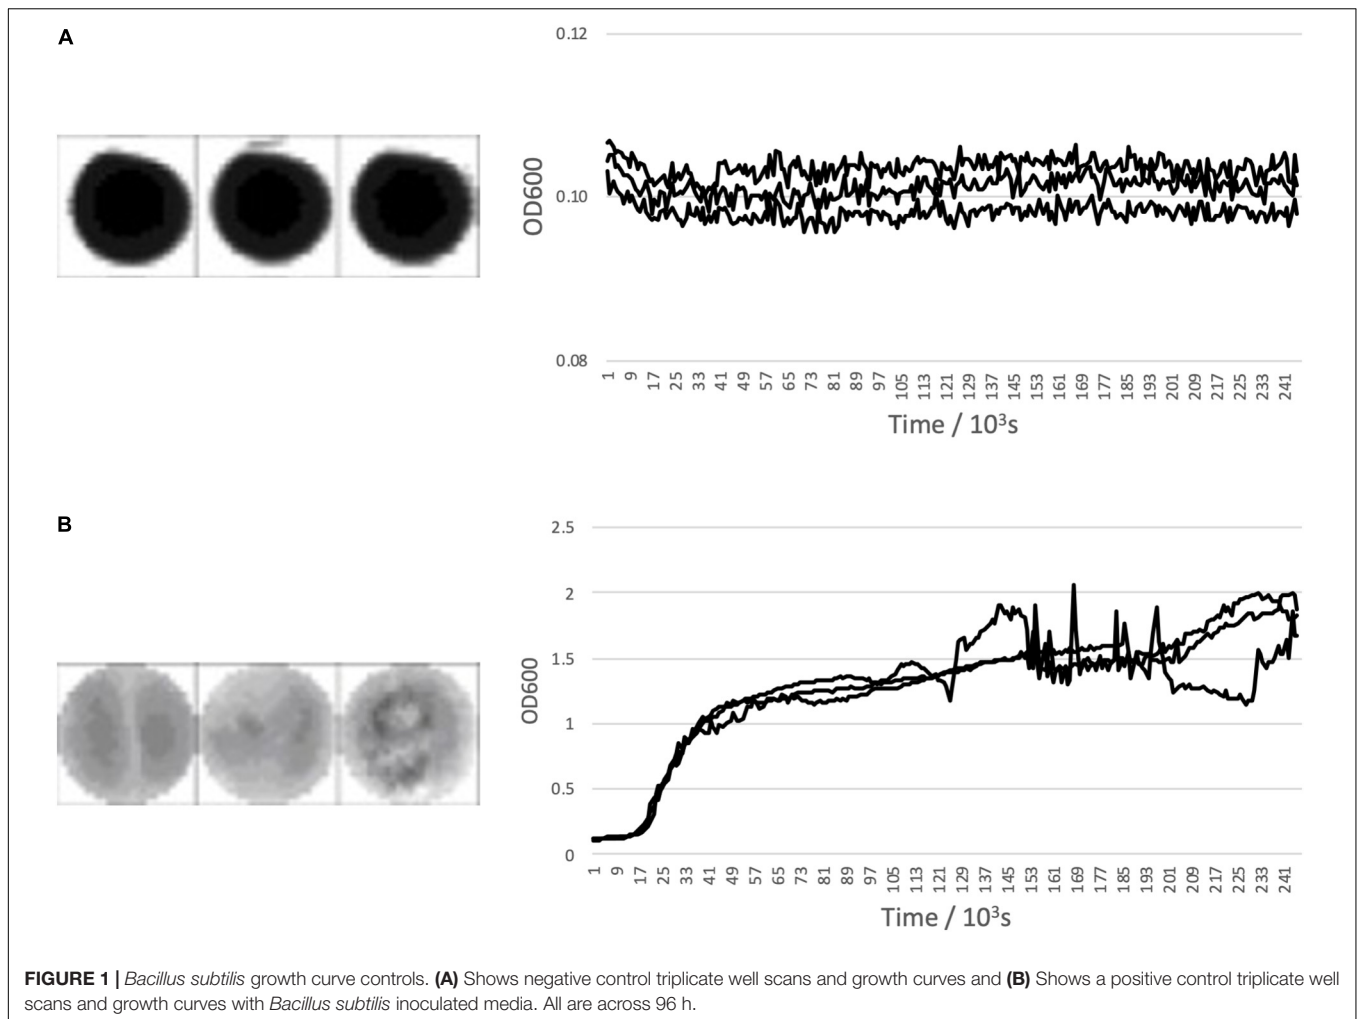 A
0.12
0.10
0.08
OD600
1 9 17 25 33 41 49 57 65 73 81 89 97 105 113 121 129 137 145 153 161 169 177 185 193 201 209 217 225 233 241
Time / 10³s
B
2.5
2
1.5
1
0.5
0
OD600
1 9 17 25 33 41 49 57 65 73 81 89 97 105 113 121 129 137 145 153 161 169 177 185 193 201 209 217 225 233 241
Time / 10³s
FIGURE 1 | Bacillus subtilis growth curve controls. (A) Shows negative control triplicate well scans and growth curves and (B) Shows a positive control triplicate well
scans and growth curves with Bacillus subtilis inoculated media. All are across 96 h.